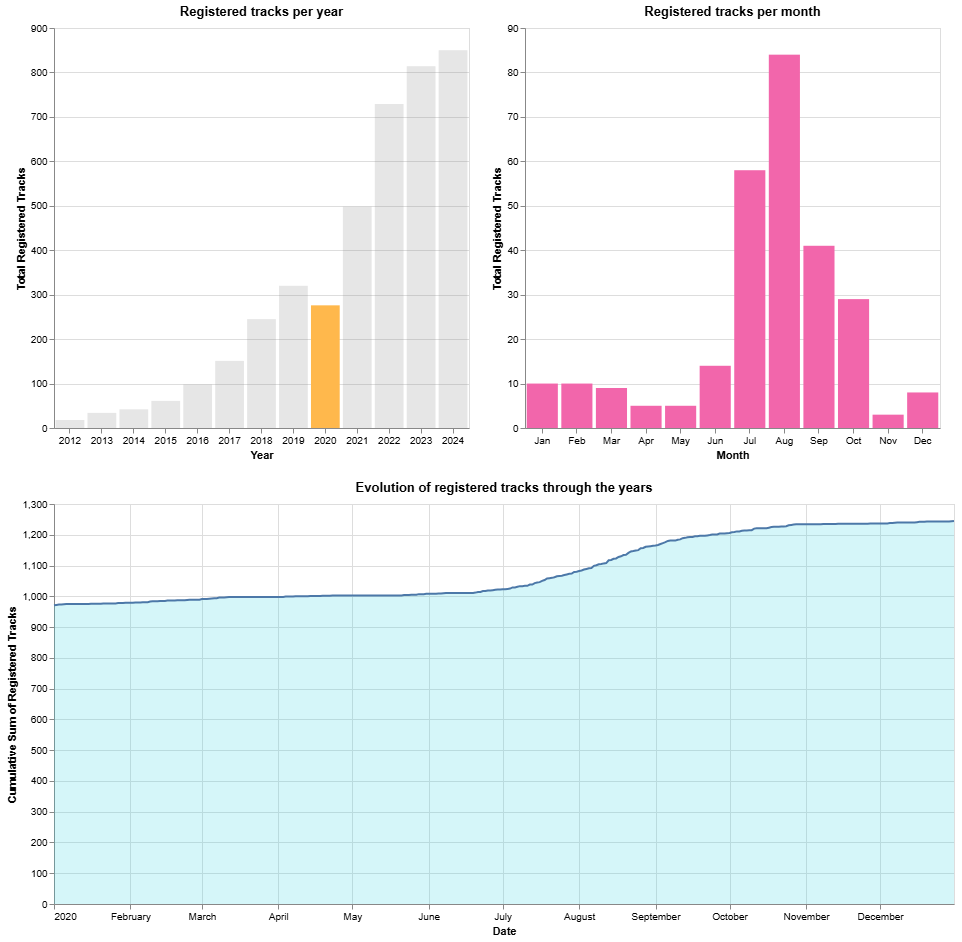 Registered tracks per year
Total Registered Tracks
900
800
700
600
500
400
300
200
100
0
2012 2013 2014 2015 2016 2017 2018 2019 2020 2021 2022 2023 2024
Year
Registered tracks per month
Total Registered Tracks
90
80
70
60
50
40
30
20
10
0
Jan Feb Mar Apr May Jun Jul Aug Sep Oct Nov Dec
Month
Evolution of registered tracks through the years
Cumulative Sum of Registered Tracks
1,300
1,200
1,100
1,000
900
800
700
600
500
400
300
200
100
0
2020 February March April May June July August September October November December
Date